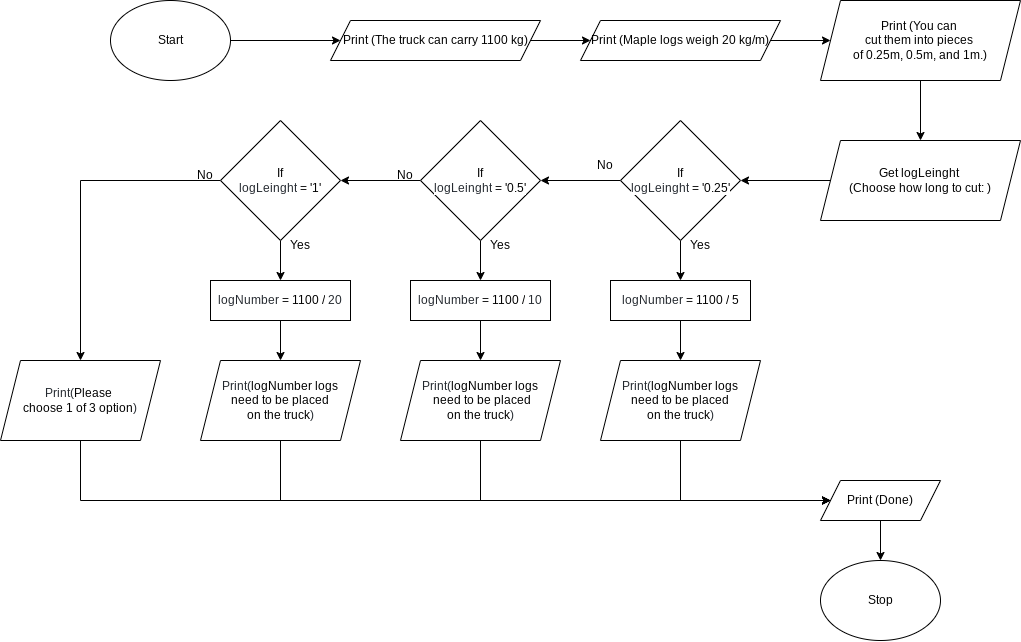 Start
Print (The truck can carry 1100 kg)
Print (Maple logs weigh 20 kg/m)
Print (You can
cut them into pieces
of 0.25m, 0.5m, and 1m.)
Get logLeinght
(Choose how long to cut: )
If
logLeinght = '0.25'
No
Yes
If
logLeinght = '0.5'
No
Yes
If
logLeinght = '1'
No
Yes
logNumber = 1100 / 20
logNumber = 1100 / 10
logNumber = 1100 / 5
Print(Please
choose 1 of 3 option)
Print(logNumber logs
need to be placed
on the truck)
Print(logNumber logs
need to be placed
on the truck)
Print(logNumber logs
need to be placed
on the truck)
Print (Done)
Stop